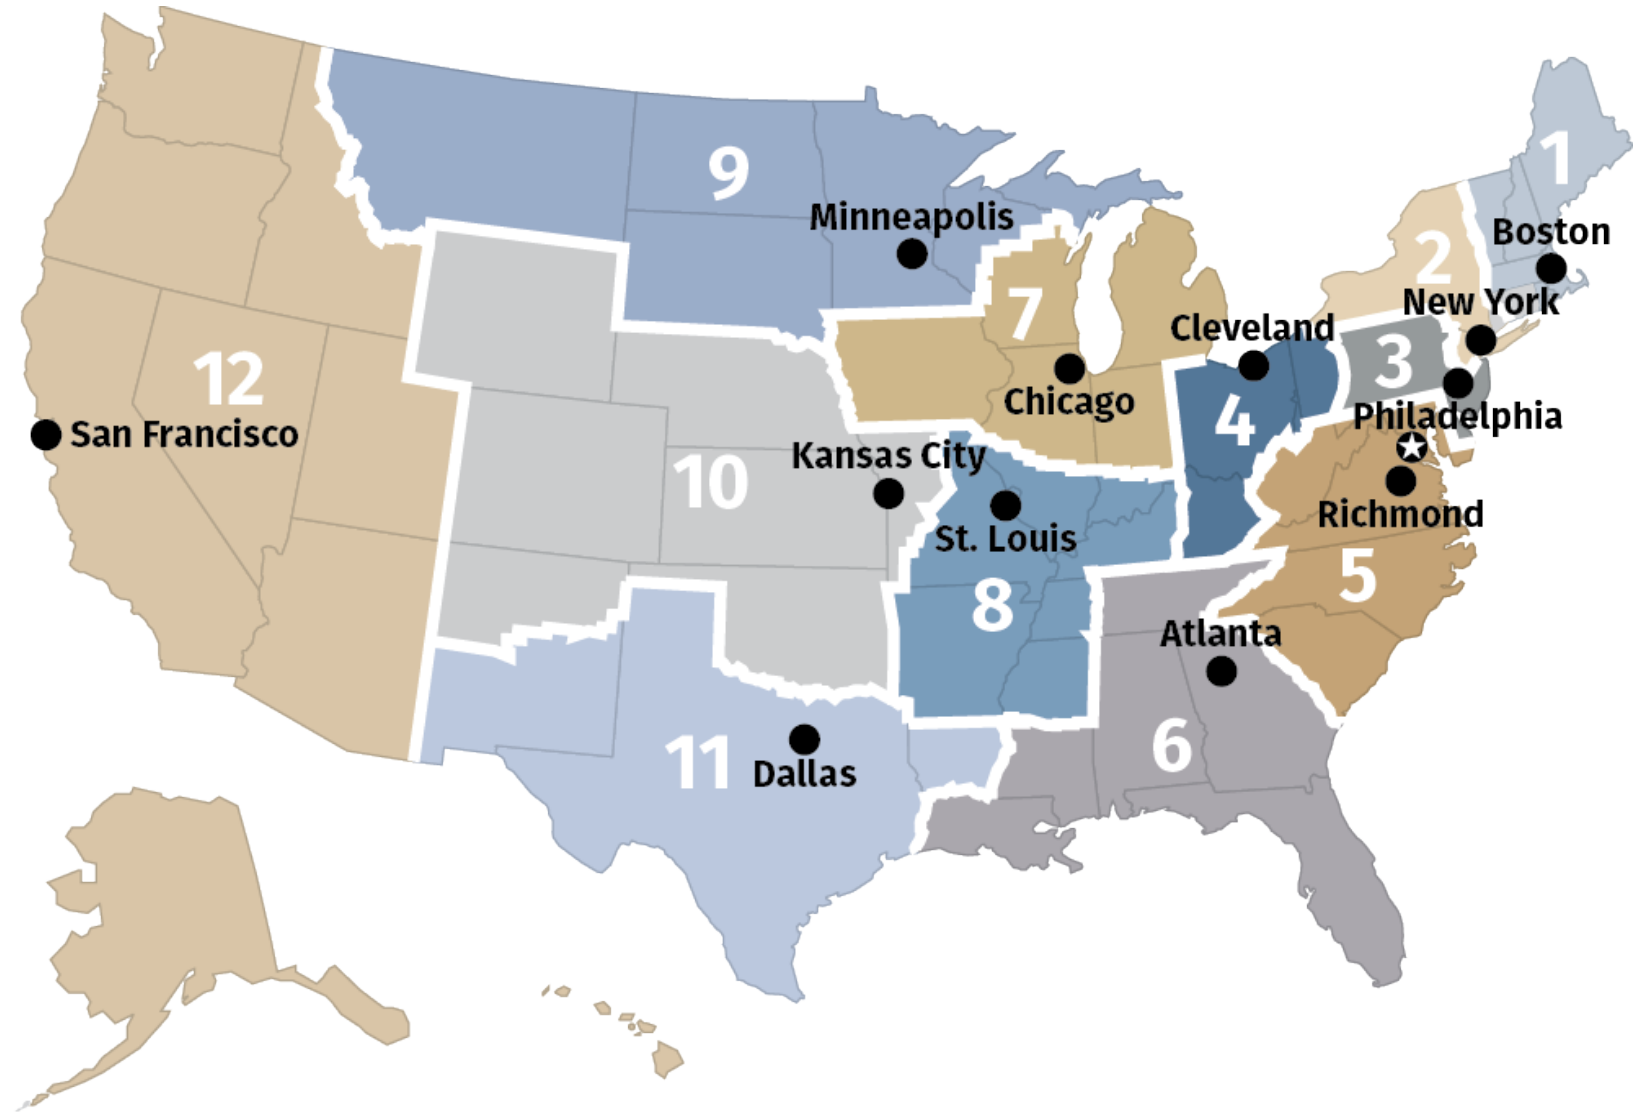 1
9
Minneapolis
2
Boston
7
New York
Cleveland
12
3
4
Chicago
Philadelphia
San Francisco
Kansas City
10
Richmond
St. Louis
5
8
Atlanta
6
11
Dallas